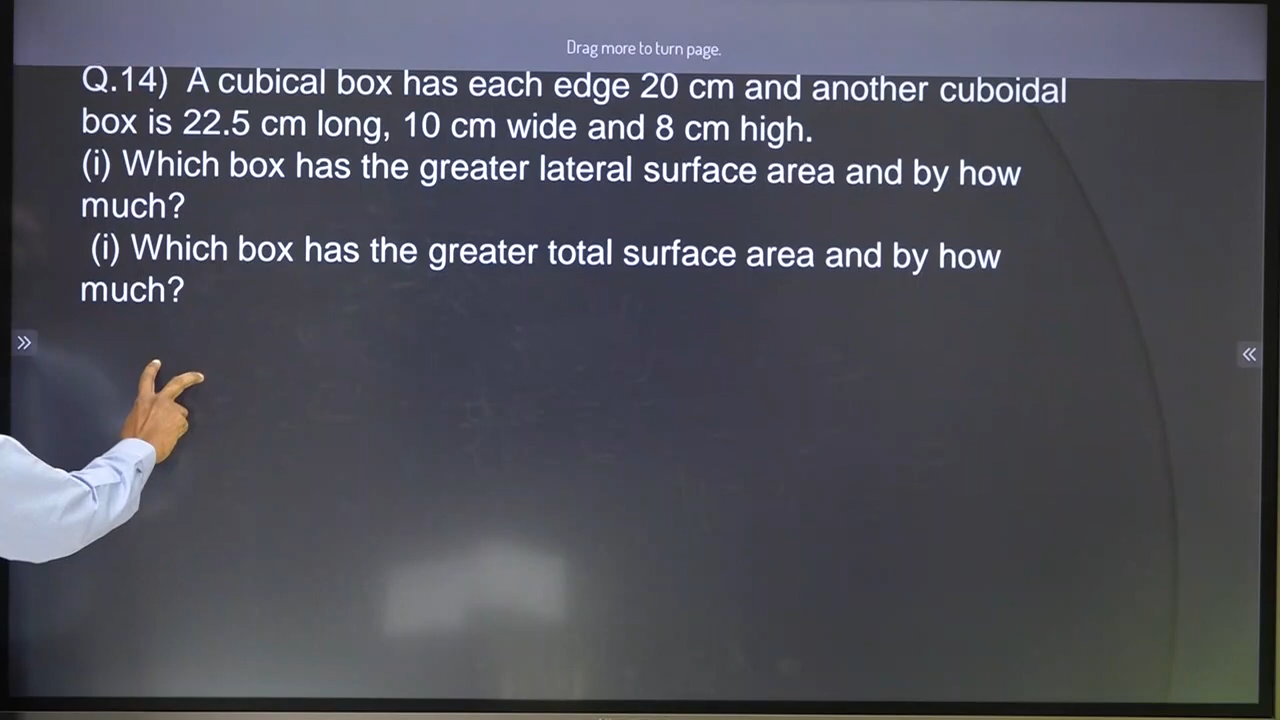 Drag more to turn page.
Q.14) A cubical box has each edge 20 cm and another cuboidal
box is 22.5 cm long, 10 cm wide and 8 cm high.
(i) Which box has the greater lateral surface area and by how
much?
(i) Which box has the greater total surface area and by how
much?